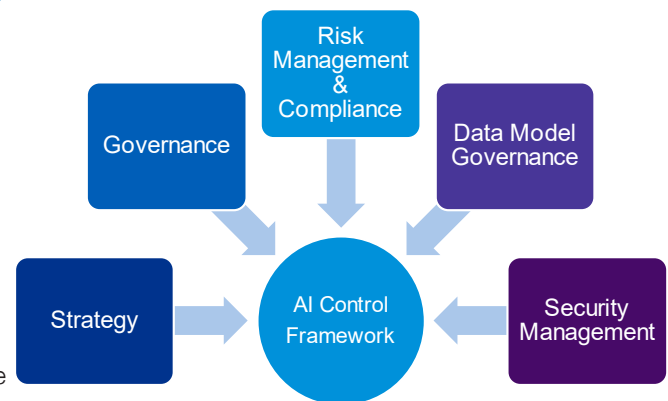 Risk
Management
&
Compliance
Governance
Data Model
Governance
Strategy
AI Control
Framework
Security
Management
e